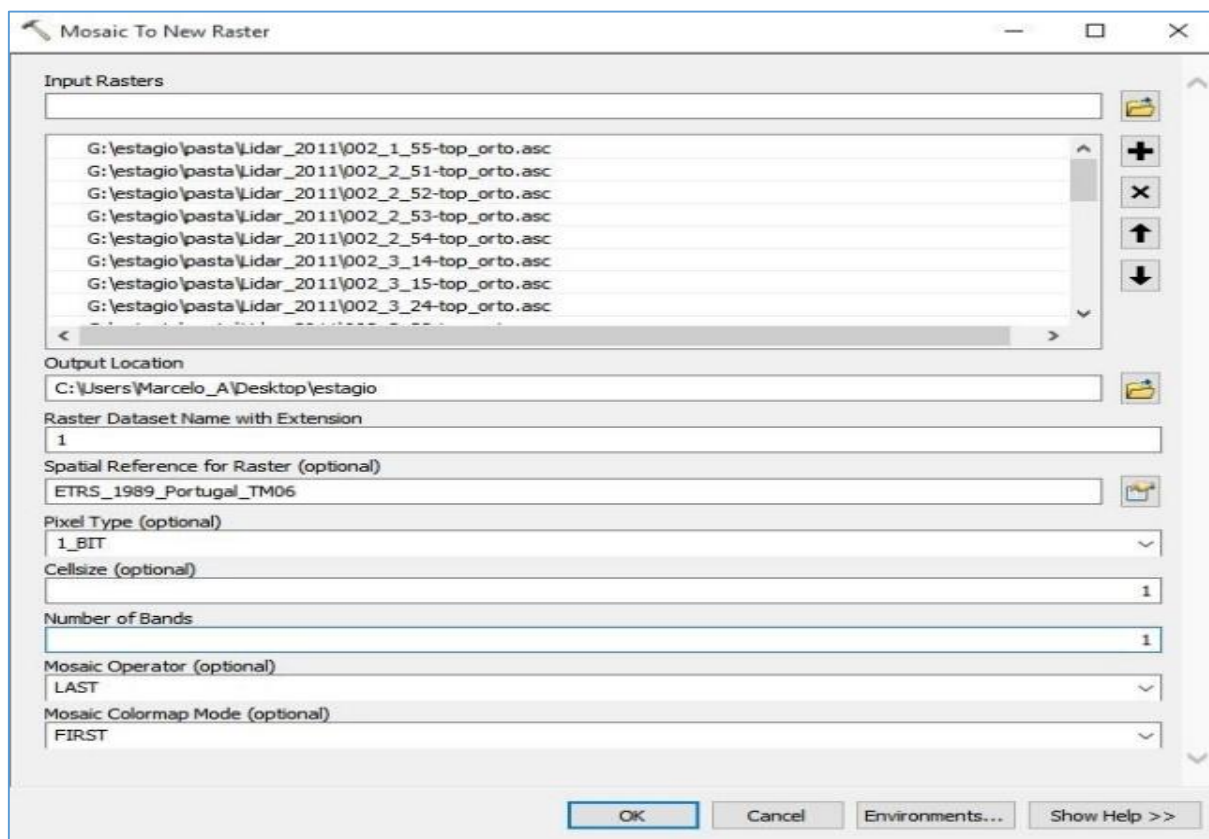 Mosaic To New Raster
Input Rasters
G:\estagio\pasta\Lidar_2011\002_1_55-top_orto.asc
G:\estagio\pasta\Lidar_2011\002_2_51-top_orto.asc
G:\estagio\pasta\Lidar_2011\002_2_52-top_orto.asc
G:\estagio\pasta\Lidar_2011\002_2_53-top_orto.asc
G:\estagio\pasta\Lidar_2011\002_2_54-top_orto.asc
G:\estagio\pasta\Lidar_2011\002_3_14-top_orto.asc
G:\estagio\pasta\Lidar_2011\002_3_15-top_orto.asc
G:\estagio\pasta\Lidar_2011\002_3_24-top_orto.asc
Output Location
C:\Users\Marcelo_A\Desktop\estagio
Raster Dataset Name with Extension
1
Spatial Reference for Raster (optional)
ETRS_1989_Portugal_TM06
Pixel Type (optional)
1_BIT
Cellsize (optional)
1
Number of Bands
1
Mosaic Operator (optional)
LAST
Mosaic Colormap Mode (optional)
FIRST
OK Cancel Environments... Show Help >>